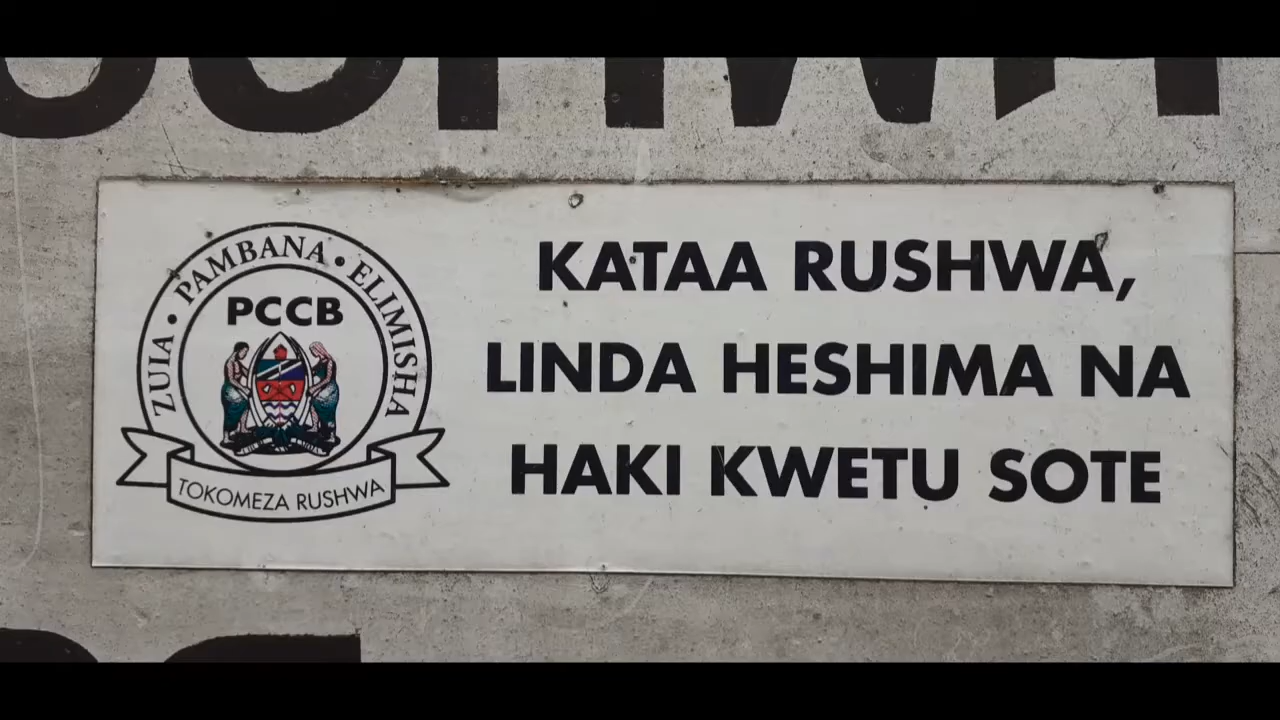 ZUIA • PAMBANA • ELIMISHA
PCCB
TOKOMEZA RUSHWA
KATAA RUSHWA,
LINDA HESHIMA NA
HAKI KWETU SOTE